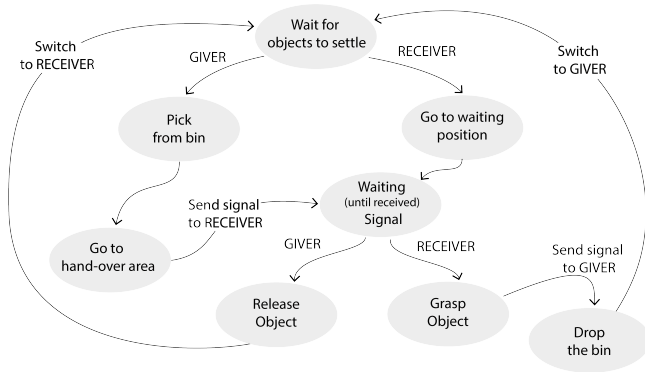 Wait for
objects to settle
Switch
to RECEIVER
GIVER
RECEIVER
Switch
to GIVER
Pick
from bin
Go to waiting
position
Waiting
(until received)
Signal
Send signal
to RECEIVER
Go to
hand-over area
GIVER
RECEIVER
Send signal
to GIVER
Release
Object
Grasp
Object
Drop
the bin